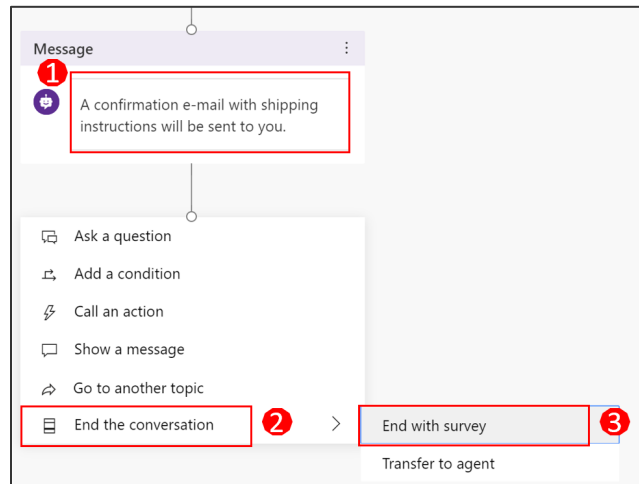 Message
1
A confirmation e-mail with shipping
instructions will be sent to you.
Ask a question
Add a condition
Call an action
Show a message
Go to another topic
End the conversation 2
End with survey 3
Transfer to agent